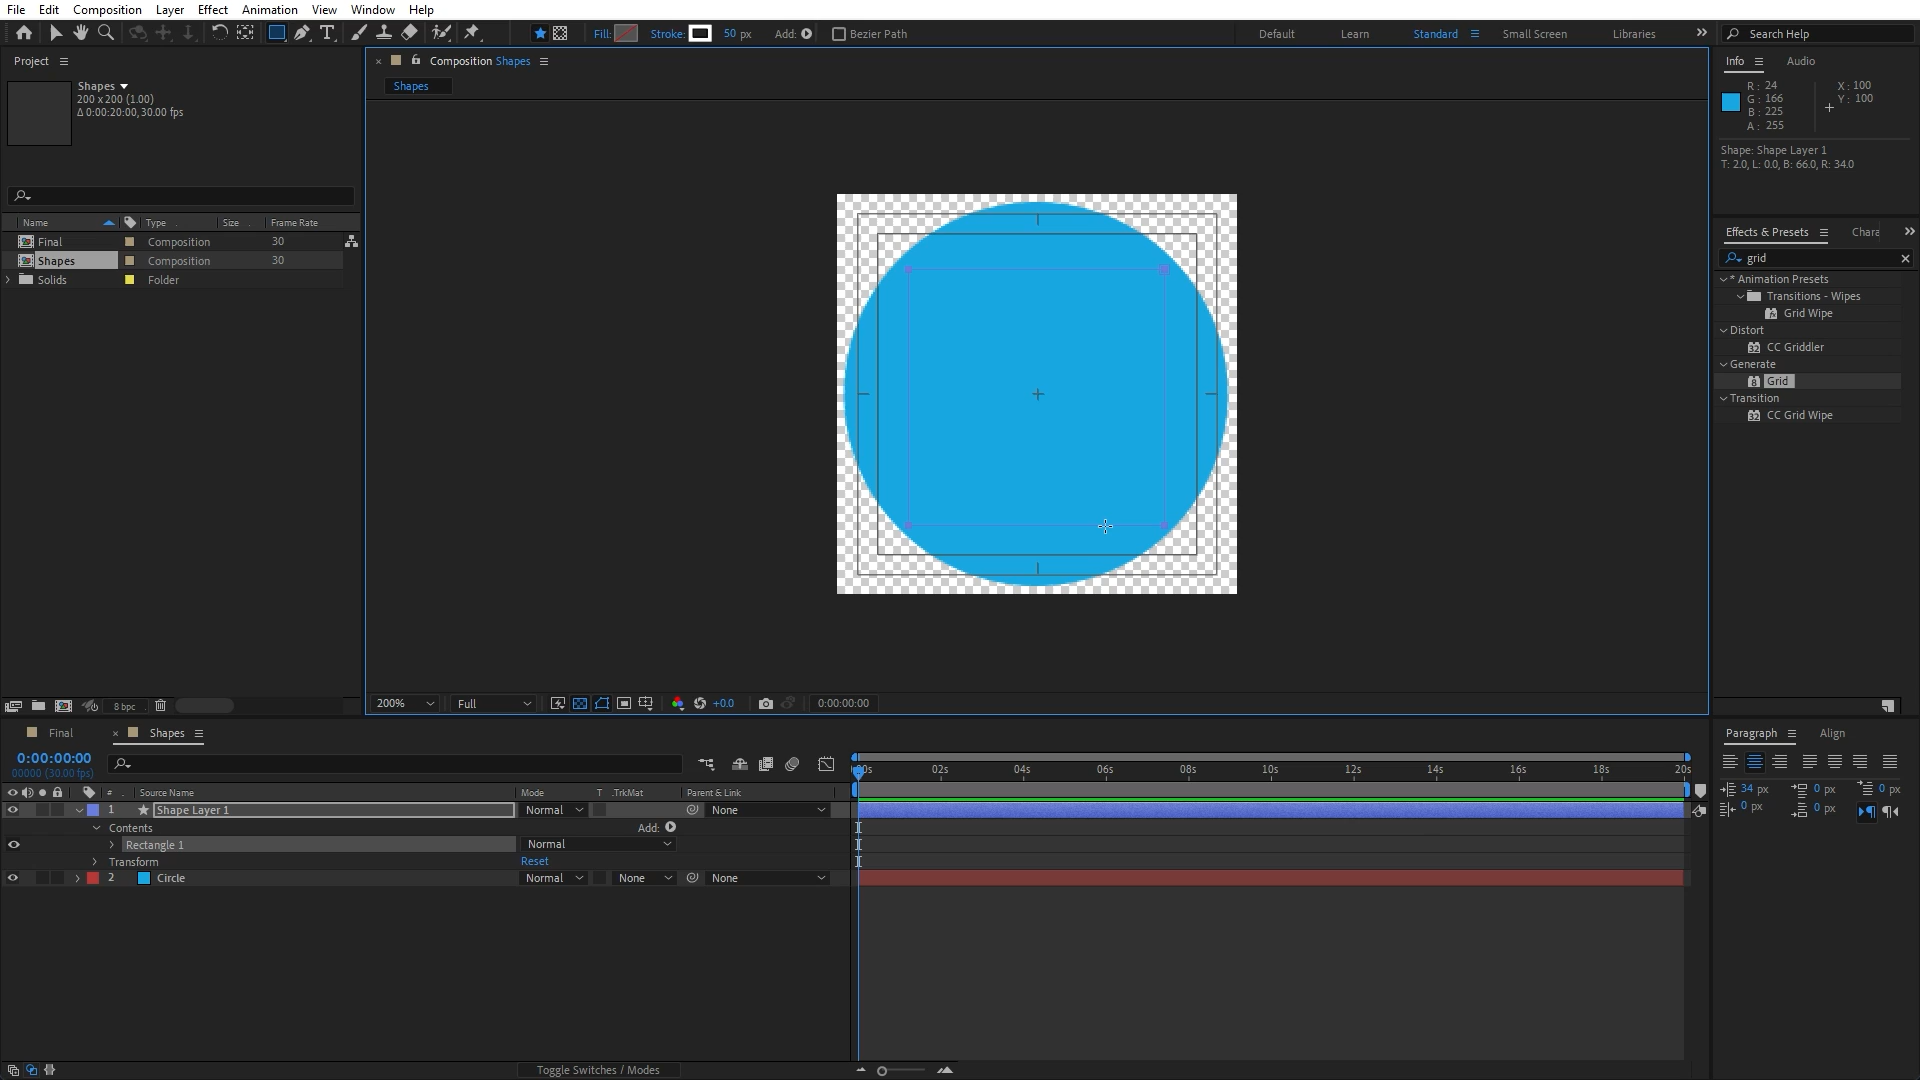 File Edit Composition Layer Effect Animation View Window Help
Fill: Stroke: 50 px Add: Bezier Path Default Learn Standard Small Screen Libraries Search Help
Project
Shapes
200 x 200 (1.00)
Δ 0:00:20:00, 30.00 fps
Name Type Size Frame Rate
Final Composition 30
Shapes Composition 30
Solids Folder
8 bpc
Composition Shapes
Shapes
200% Full +0.0 0:00:00:00
Info Audio
R: 24 X: 100
G: 166 Y: 100
B: 225
A: 255
Shape: Shape Layer 1
T: 2.0, L: 0.0, B: 66.0, R: 34.0
Effects & Presets Chara
grid
* Animation Presets
Transitions - Wipes
Grid Wipe
Distort
CC Griddler
Generate
Grid
Transition
CC Grid Wipe
Final Shapes
0:00:00:00
00000 (30.00 fps)
:00s 02s 04s 06s 08s 10s 12s 14s 16s 18s 20s
# Source Name Mode T .TrkMat Parent & Link
1 Shape Layer 1 Normal None
Contents Add:
Rectangle 1 Normal
Transform Reset
2 Circle Normal None None
Toggle Switches / Modes
Paragraph Align
34 px 0 px 0 px
0 px 0 px